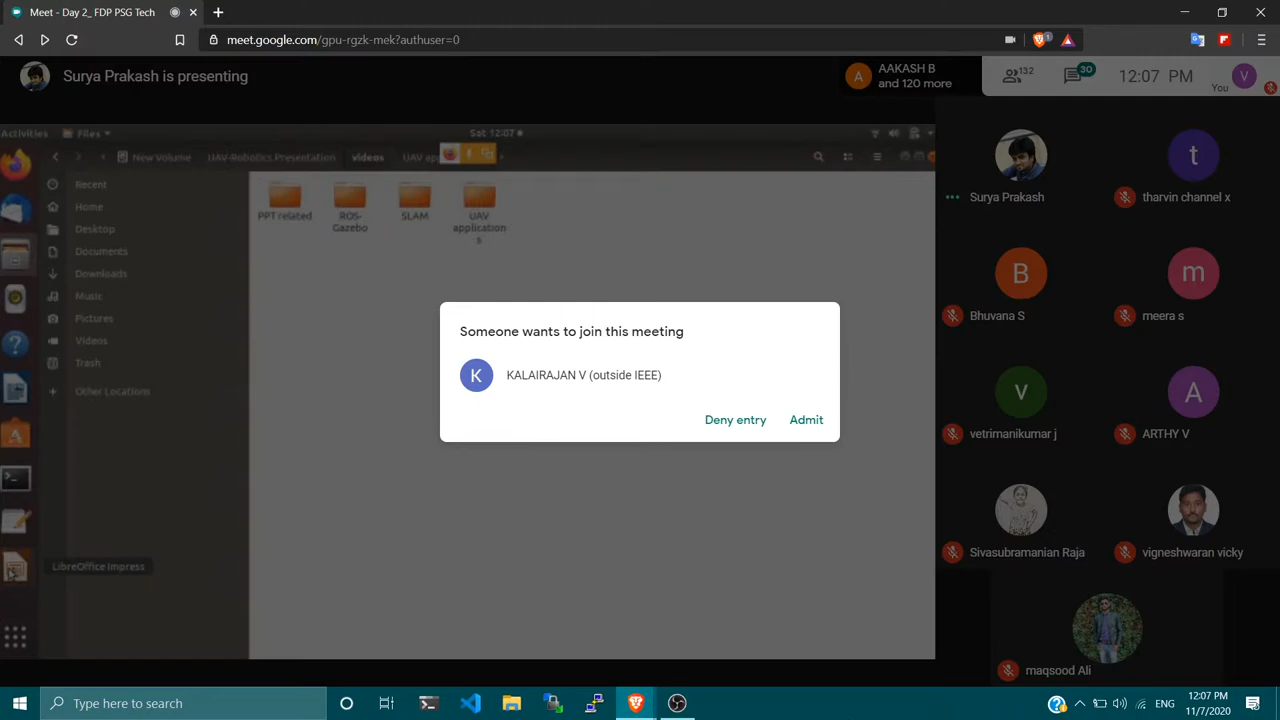 Meet - Day 2_ FDP PSG Tech
meet.google.com/gpu-rgzk-mek?authuser=0
1
Surya Prakash is presenting
AAKASH B
and 120 more
132
30
12:07 PM
You
V
A
Activities
Files
Sat 12:07
New Volume
UAV-Robotics Presentation
videos
UAV ap
Recent
Home
Desktop
Documents
Downloads
Music
Pictures
Videos
Trash
Other Locations
PPT related
ROS-
Gazebo
SLAM
UAV
application
s
LibreOffice Impress
Someone wants to join this meeting
K
KALAIRAJAN V (outside IEEE)
Deny entry
Admit
Surya Prakash
t
tharvin channel x
B
Bhuvana S
m
meera s
v
vetrimanikumar j
A
ARTHY V
Sivasubramanian Raja
vigneshwaran vicky
maqsood Ali
Type here to search
ENG
12:07 PM
11/7/2020